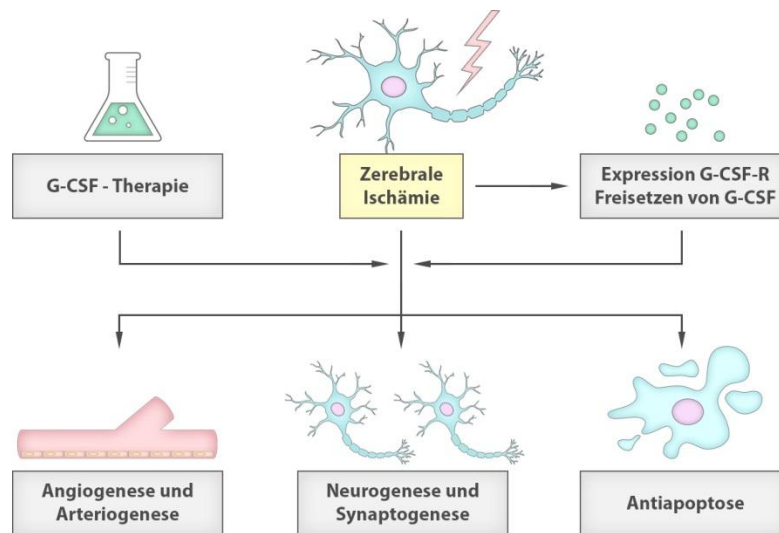 G-CSF - Therapie
Zerebrale
Ischämie
Expression G-CSF-R
Freisetzen von G-CSF
Angiogenese und
Arteriogenese
Neurogenese und
Synaptogenese
Antiapoptose